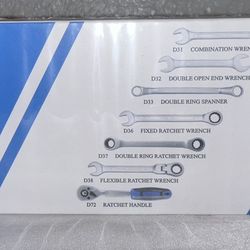 D31 COMBINATION WREN
D32 DOUBLE OPEN END WRENCH
D33 DOUBLE RING SPANNER
D36 FIXED RATCHET WRENCH
D37 DOUBLE RING RATCHET WRENCH
D38 FLEXIBLE RATCHET WRENCH
D72 RATCHET HANDLE